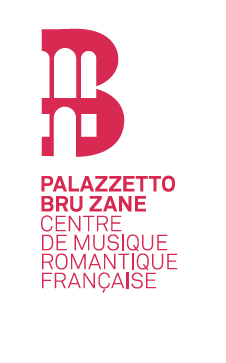 B
PALAZZETTO
BRU ZANE
CENTRE
DE MUSIQUE
ROMANTIQUE
FRANÇAISE